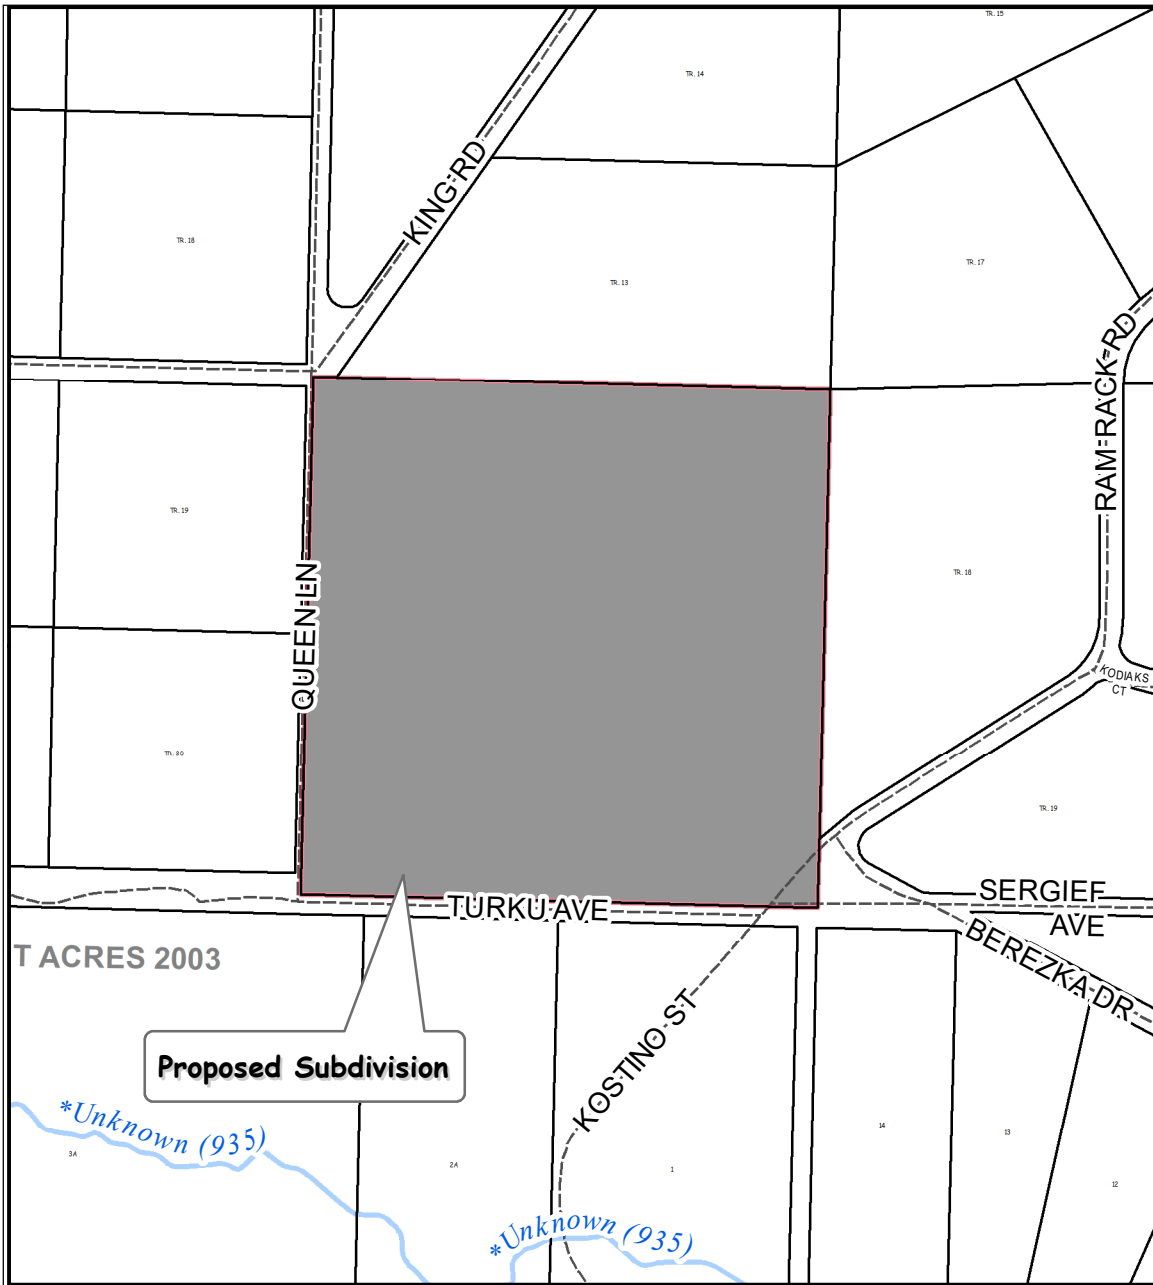 TR. 15
TR. 14
KING RD
TR. 18
TR. 17
TR. 13
RAM RACK RD
TR. 19
TR. 18
QUEEN LN
KODIAKS
CT
TR. 19
SERGIEF
AVE
TURKU AVE
BEREZKA DR
T ACRES 2003
KOSTINO ST
Proposed Subdivision
*Unknown (935)
3A
2A
1
14
13
12
*Unknown (935)